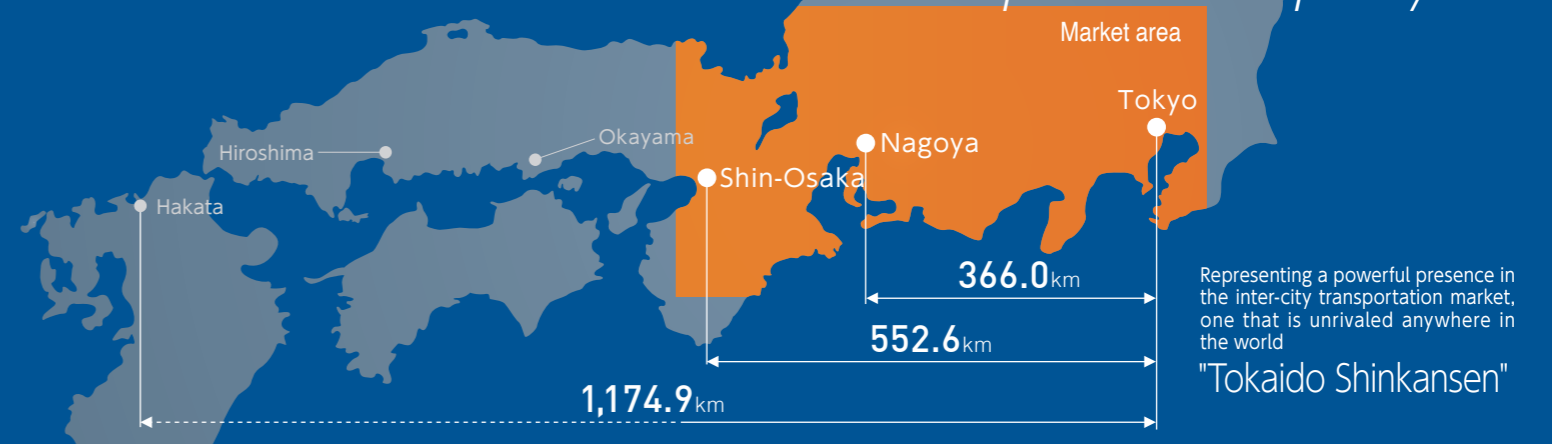 Market area
Tokyo
Nagoya
Okayama
Hiroshima
Shin-Osaka
Hakata
366.0km
552.6km
1,174.9km
Representing a powerful presence in
the inter-city transportation market,
one that is unrivaled anywhere in
the world
"Tokaido Shinkansen"